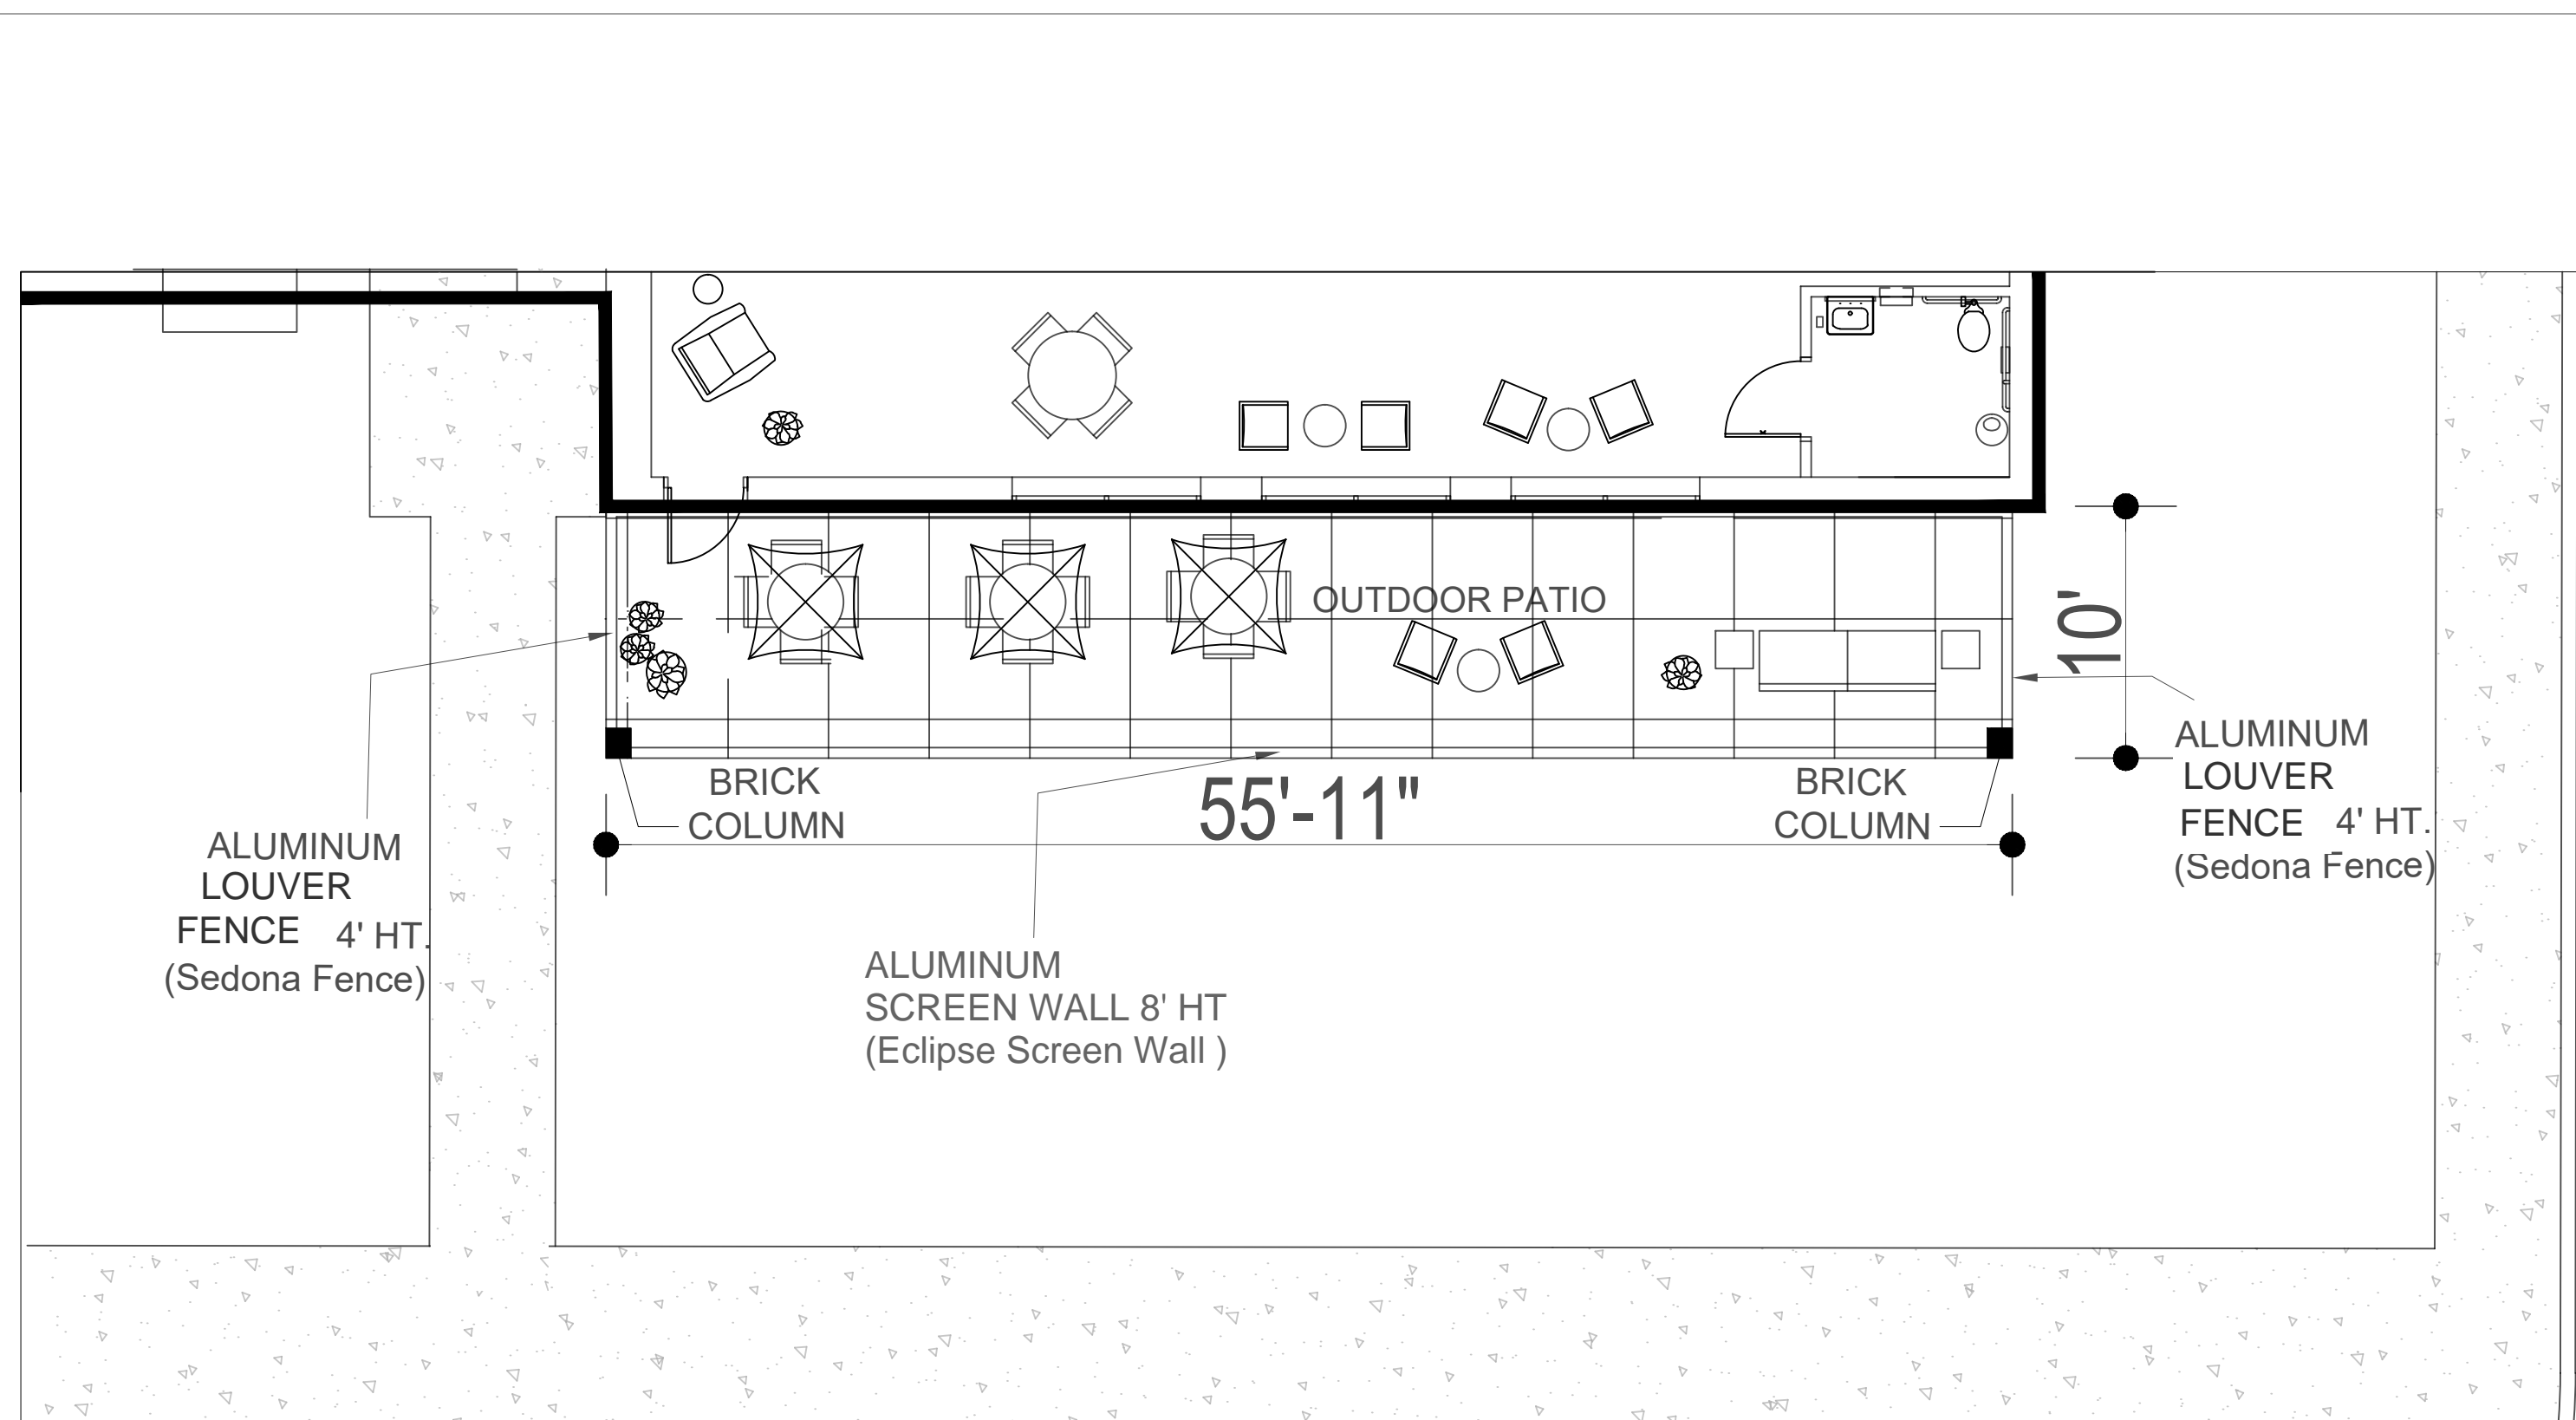 OUTDOOR PATIO
10'
BRICK
COLUMN
55'-11"
BRICK
COLUMN
ALUMINUM
LOUVER
FENCE 4' HT.
(Sedona Fence)
ALUMINUM
LOUVER
FENCE 4' HT.
(Sedona Fence)
ALUMINUM
SCREEN WALL 8' HT
(Eclipse Screen Wall )